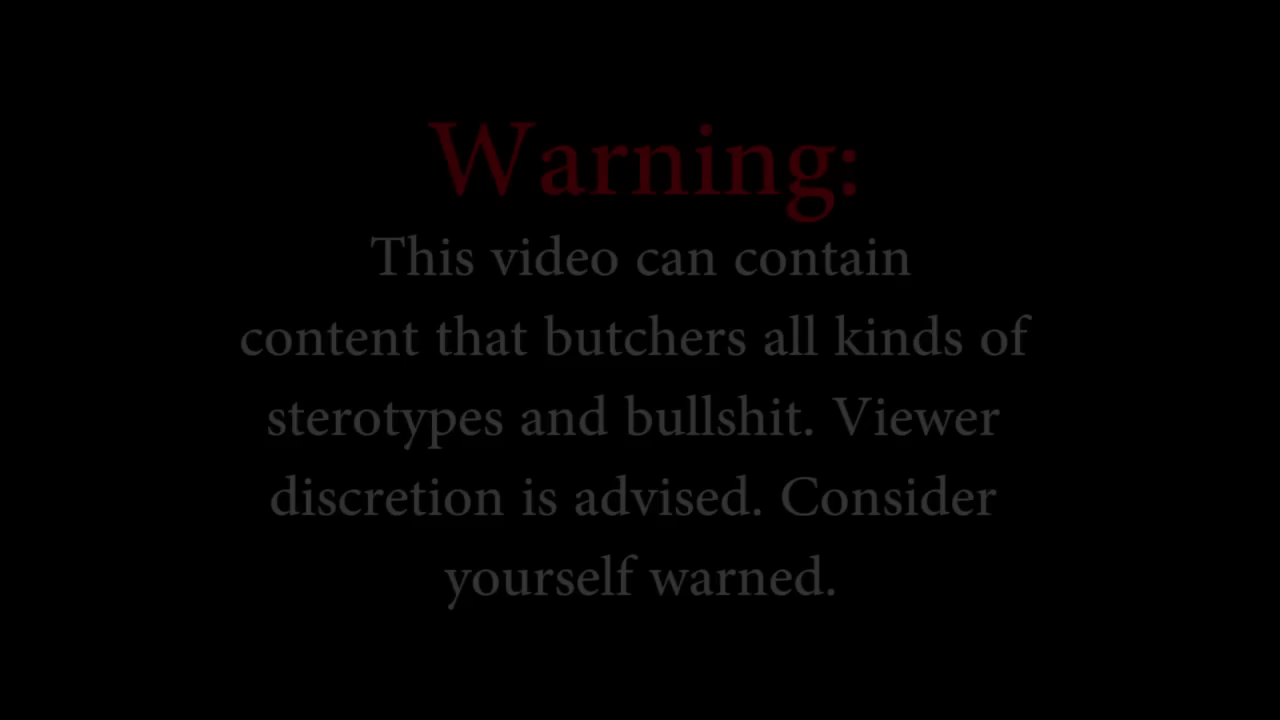 Warning:
This video can contain
content that butchers all kinds of
sterotypes and bullshit. Viewer
discretion is advised. Consider
yourself warned.